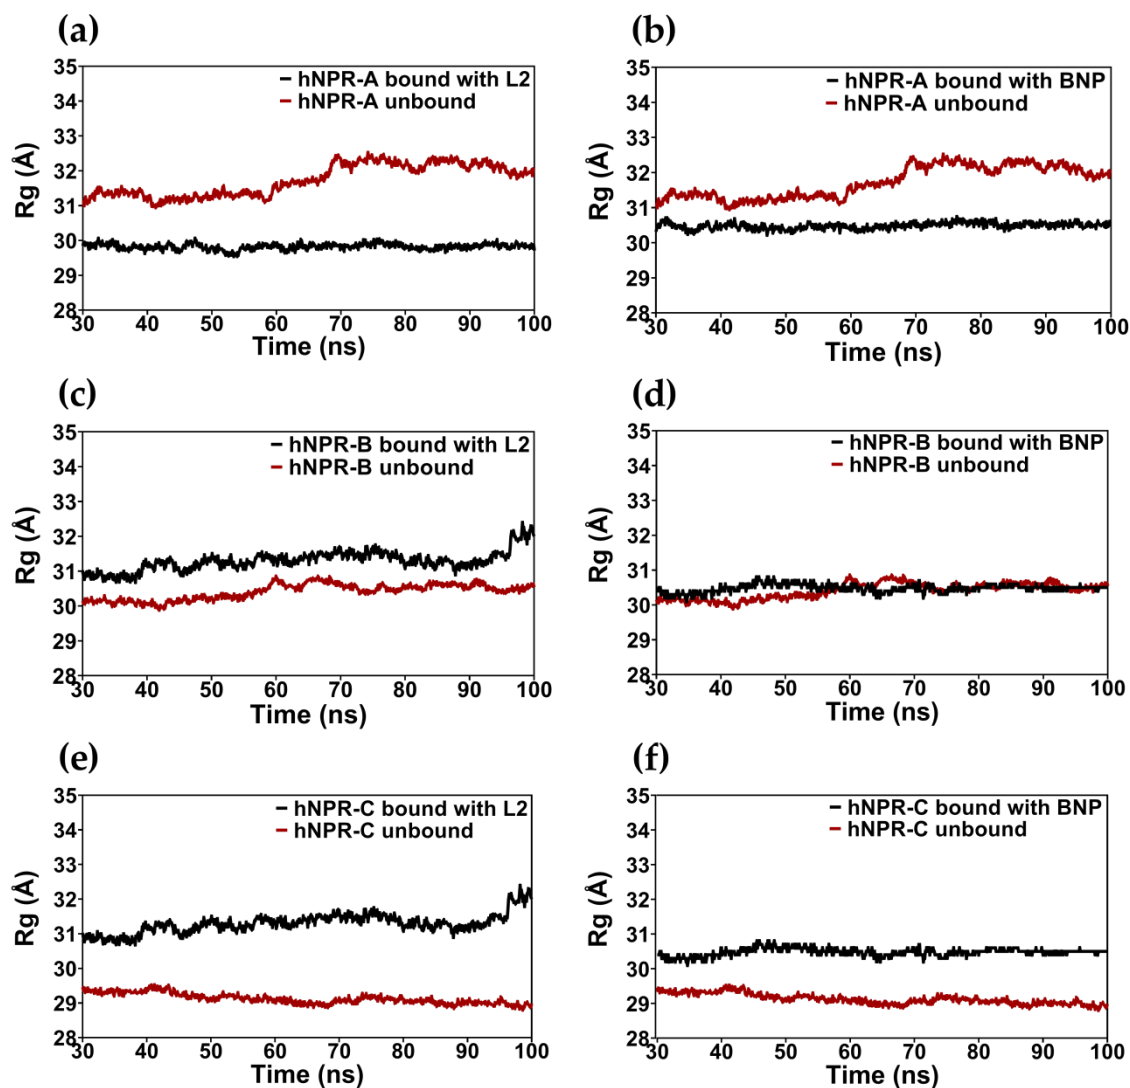 (a)
35
34
33
32
31
30
29
28
Rg (Å)
hNPR-A bound with L2
hNPR-A unbound
30 40 50 60 70 80 90 100
Time (ns)
(b)
35
34
33
32
31
30
29
28
Rg (Å)
hNPR-A bound with BNP
hNPR-A unbound
30 40 50 60 70 80 90 100
Time (ns)
(c)
35
34
33
32
31
30
29
28
Rg (Å)
hNPR-B bound with L2
hNPR-B unbound
30 40 50 60 70 80 90 100
Time (ns)
(d)
35
34
33
32
31
30
29
28
Rg (Å)
hNPR-B bound with BNP
hNPR-B unbound
30 40 50 60 70 80 90 100
Time (ns)
(e)
35
34
33
32
31
30
29
28
Rg (Å)
hNPR-C bound with L2
hNPR-C unbound
30 40 50 60 70 80 90 100
Time (ns)
(f)
35
34
33
32
31
30
29
28
Rg (Å)
hNPR-C bound with BNP
hNPR-C unbound
30 40 50 60 70 80 90 100
Time (ns)